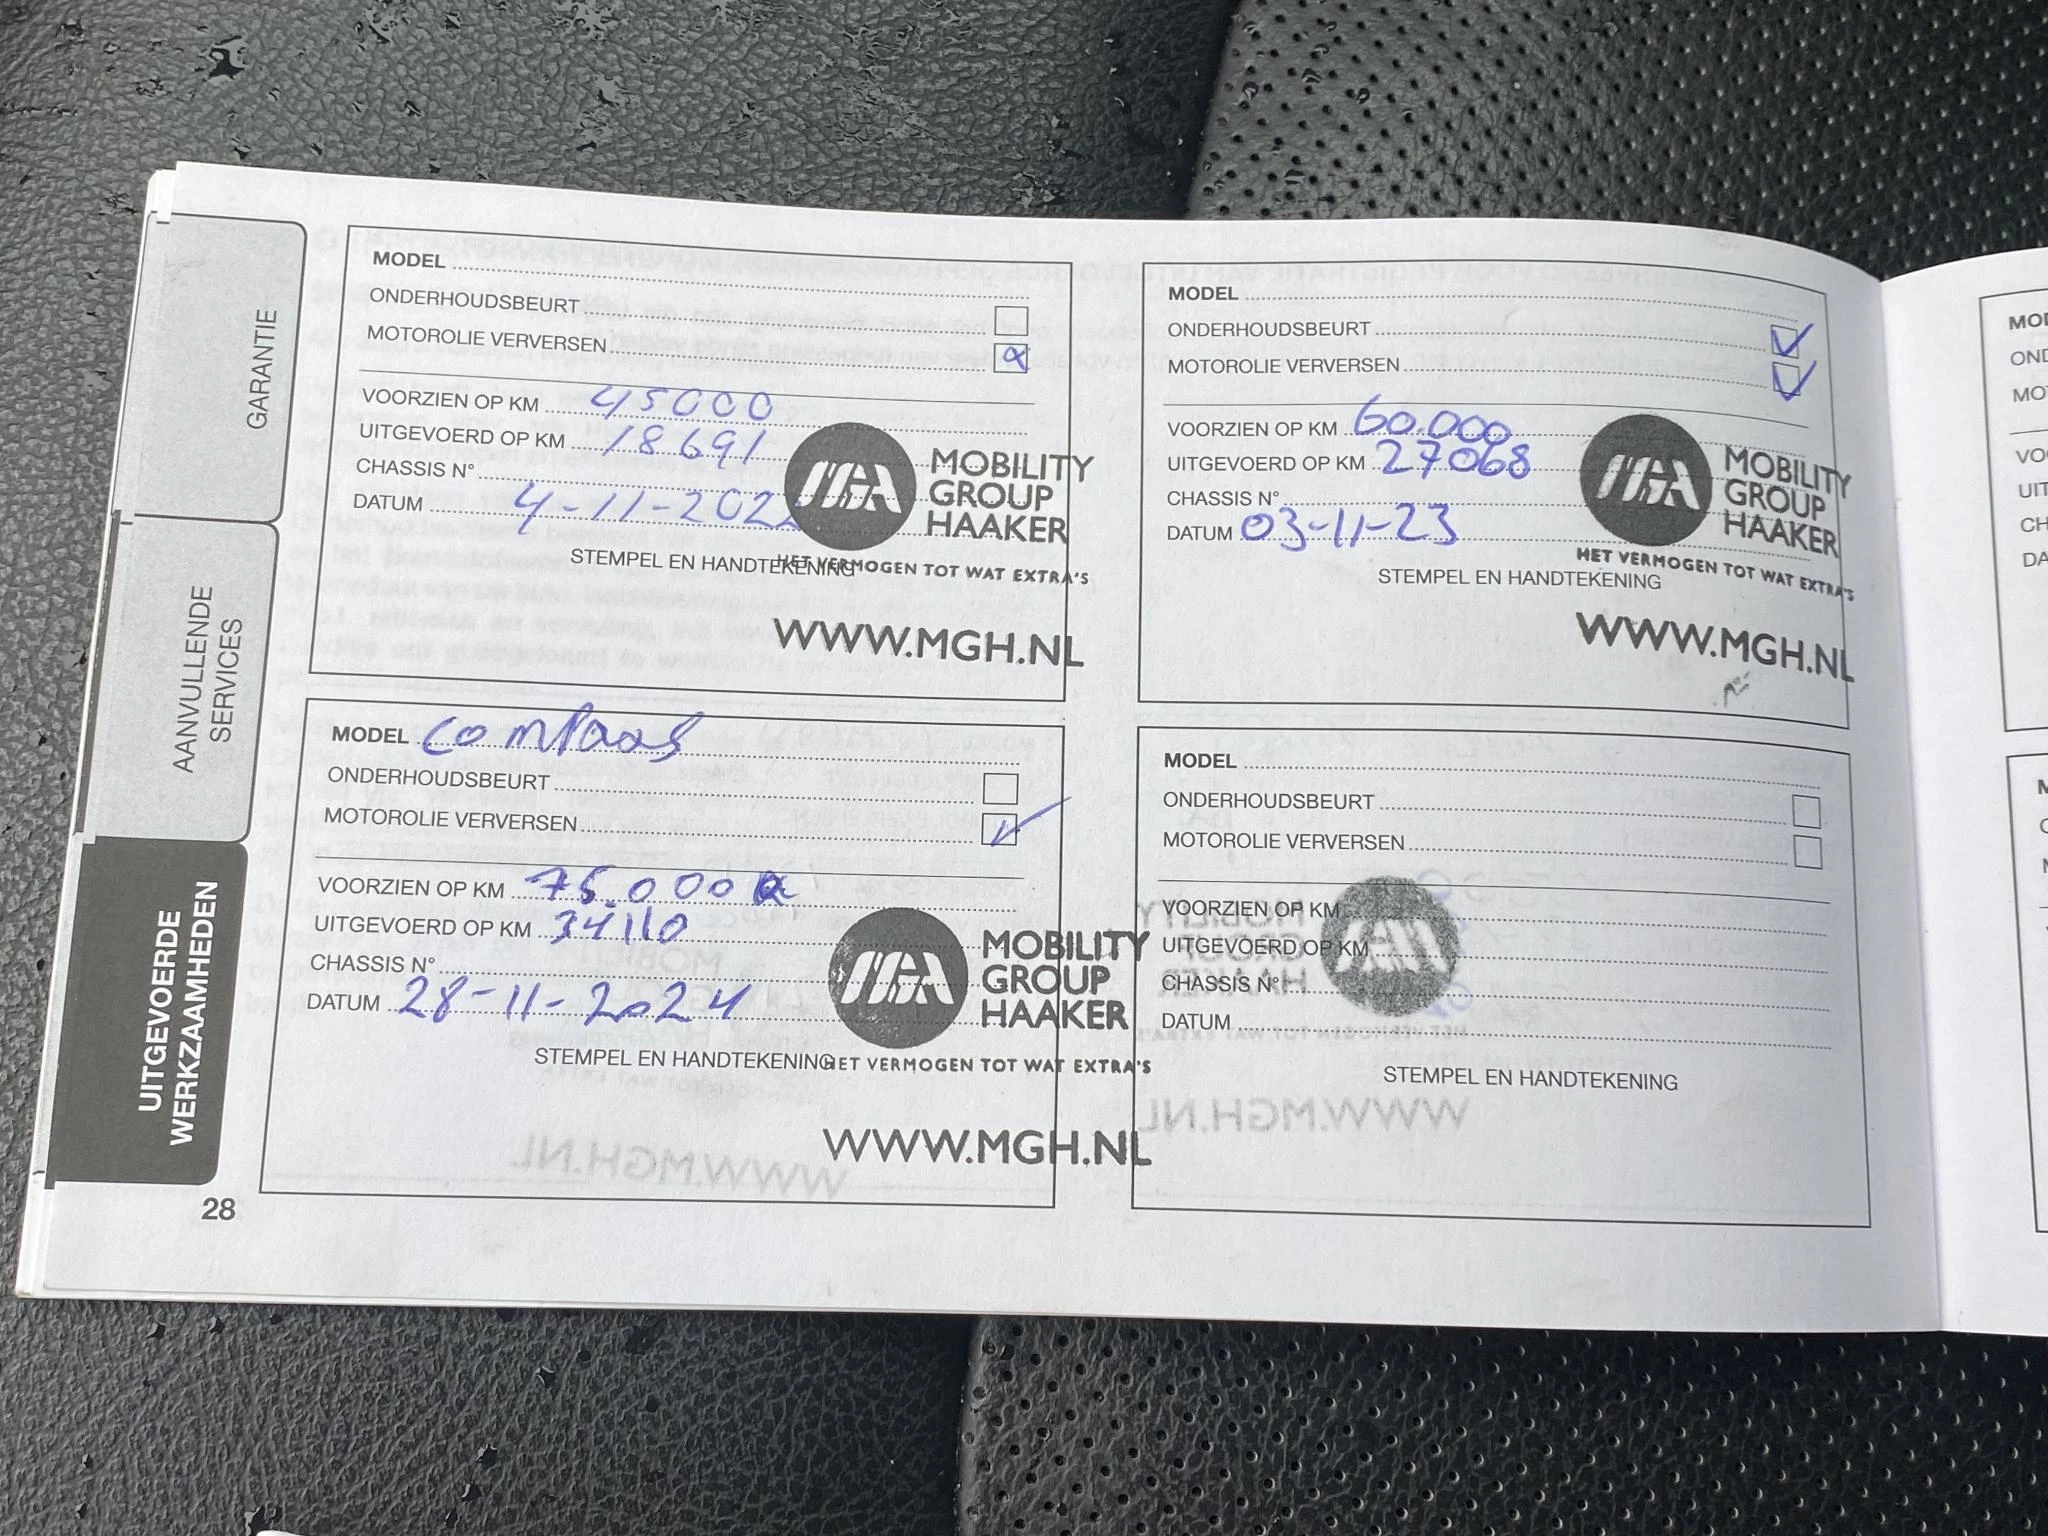 GARANTIE
AANVULLENDE
SERVICES
UITGEVOERDE
WERKZAAMHEDEN
28
MODEL
ONDERHOUDSBEURT
MOTOROLIE VERVERSEN
VOORZIEN OP KM 45000
UITGEVOERD OP KM 18691
CHASSIS N°
DATUM 4-11-2022
STEMPEL EN HANDTEKENING
MOBILITY
GROUP
HAAKER
HET VERMOGEN TOT WAT EXTRA'S
WWW.MGH.NL
MODEL
ONDERHOUDSBEURT
MOTOROLIE VERVERSEN
VOORZIEN OP KM 60.000
UITGEVOERD OP KM 27068
CHASSIS N°
DATUM 03-11-23
STEMPEL EN HANDTEKENING
MOBILITY
GROUP
HAAKER
HET VERMOGEN TOT WAT EXTRA'S
WWW.MGH.NL
MODEL
ONDERHOUDSBEURT
MOTOROLIE VERVERSEN
VOORZIEN OP KM 75.000
UITGEVOERD OP KM 34110
CHASSIS N°
DATUM 28-11-2024
STEMPEL EN HANDTEKENING
MOBILITY
GROUP
HAAKER
HET VERMOGEN TOT WAT EXTRA'S
WWW.MGH.NL
MODEL
ONDERHOUDSBEURT
MOTOROLIE VERVERSEN
VOORZIEN OP KM
UITGEVOERD OP KM
CHASSIS N°
DATUM
STEMPEL EN HANDTEKENING